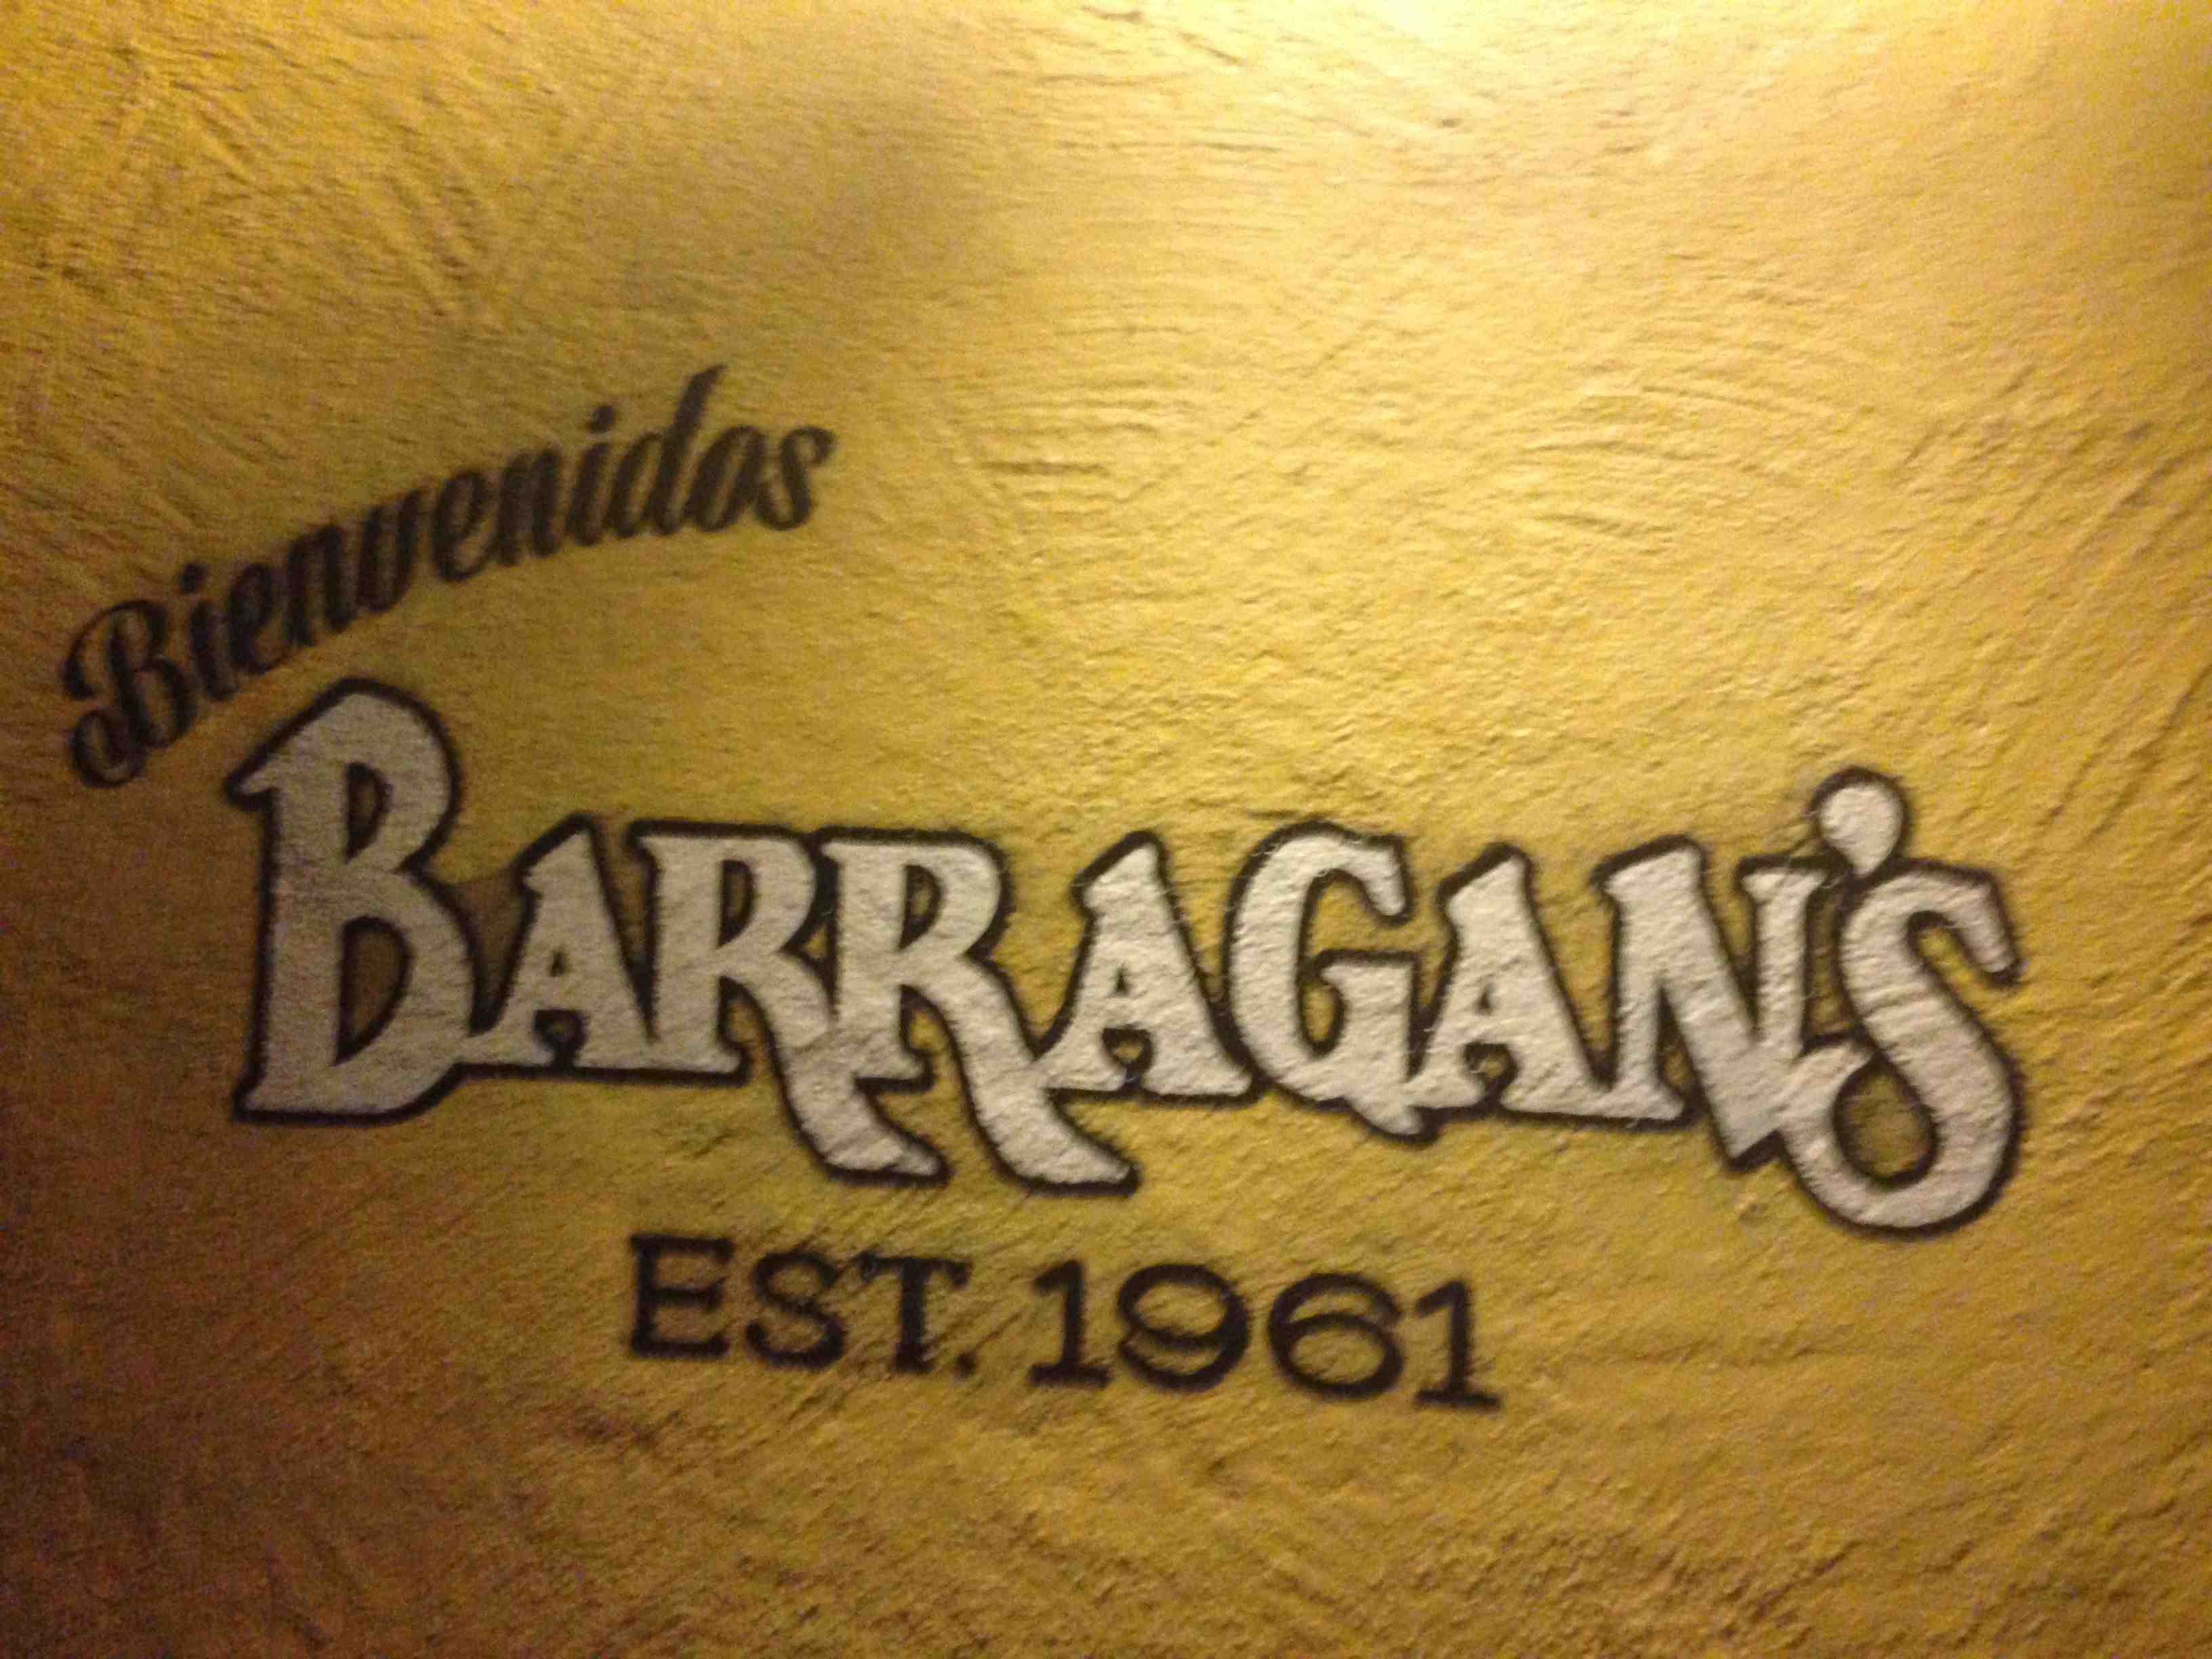 Bienvenidos
BARRAGAN'S
EST. 1961